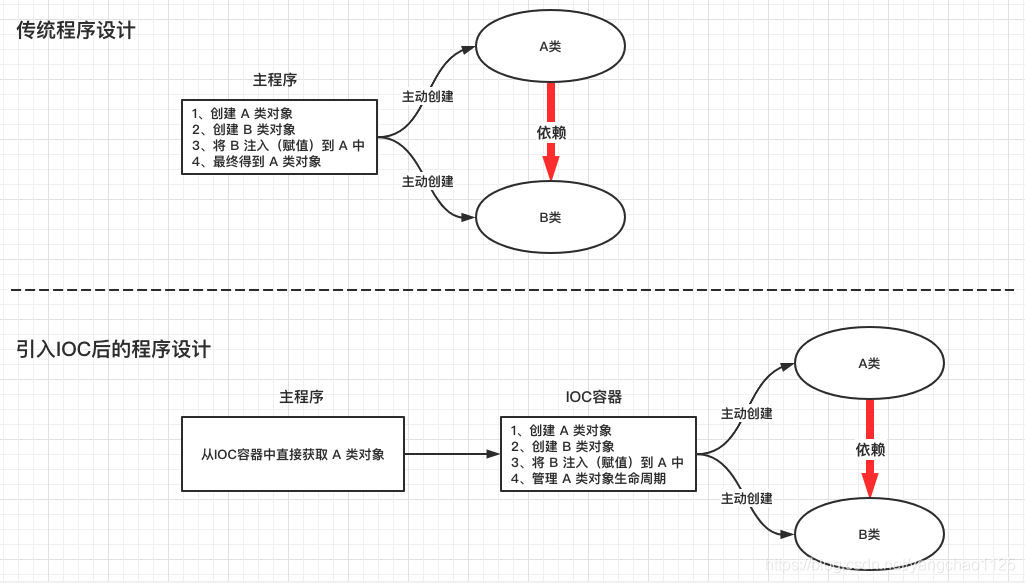 传统程序设计
A类
主程序
主动创建
1、创建 A 类对象
2、创建 B 类对象
3、将 B 注入（赋值）到 A 中
4、最终得到 A 类对象
依赖
主动创建
B类
引入IOC后的程序设计
A类
主程序
IOC容器
主动创建
从IOC容器中直接获取 A 类对象
1、创建 A 类对象
2、创建 B 类对象
3、将 B 注入（赋值）到 A 中
4、管理 A 类对象生命周期
依赖
主动创建
B类
https://blog.csdn.net/yangchao1125